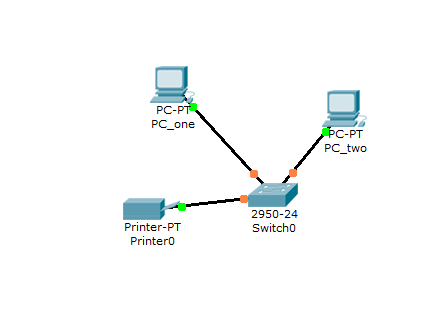 PC-PT
PC_one
PC-PT
PC_two
2950-24
Switch0
Printer-PT
Printer0